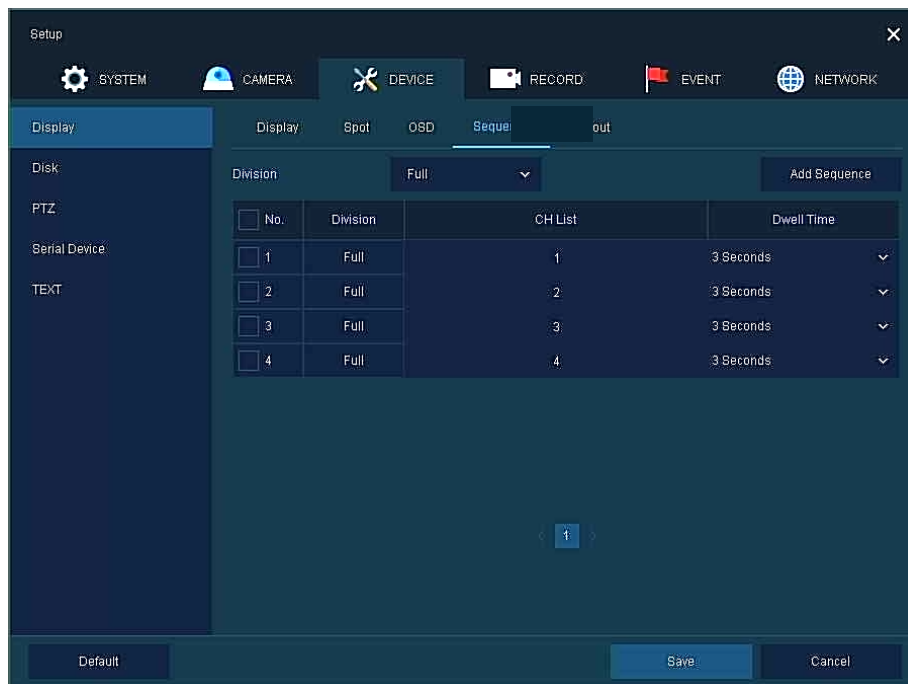 Setup
SYSTEM CAMERA DEVICE RECORD EVENT NETWORK
Display
Disk
PTZ
Serial Device
TEXT
Display Spot OSD
Division Full Add Sequence
No. Division CH List Dwell Time
1 Full 1 3 Seconds
2 Full 2 3 Seconds
3 Full 3 3 Seconds
4 Full 4 3 Seconds
1
Default Save Cancel